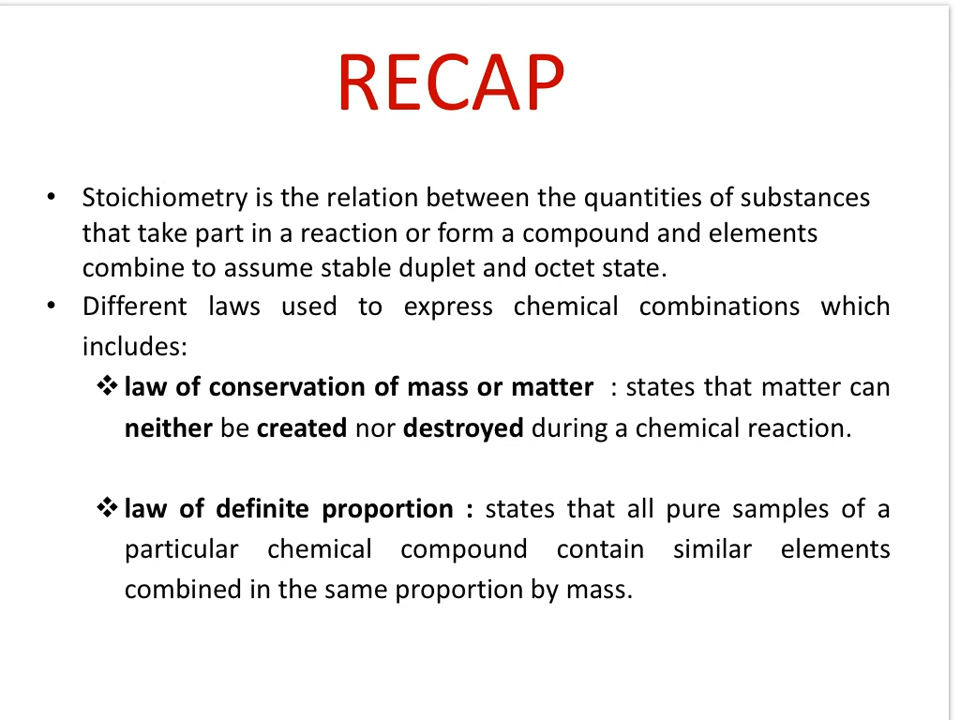 RECAP
• Stoichiometry is the relation between the quantities of substances
that take part in a reaction or form a compound and elements
combine to assume stable duplet and octet state.
• Different laws used to express chemical combinations which
includes:
❖ law of conservation of mass or matter : states that matter can
neither be created nor destroyed during a chemical reaction.
❖ law of definite proportion : states that all pure samples of a
particular chemical compound contain similar elements
combined in the same proportion by mass.